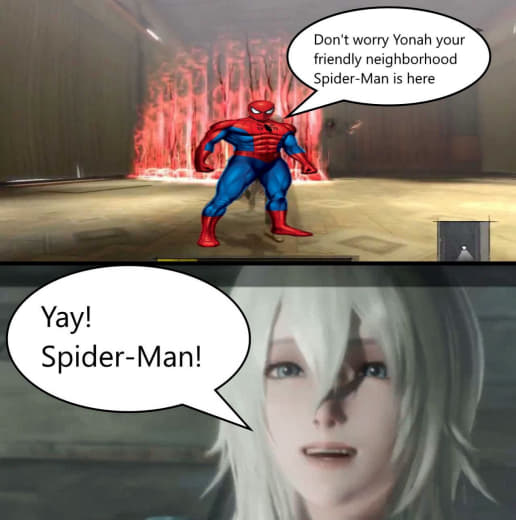 Don't worry Yonah your
friendly neighborhood
Spider-Man is here
Yay!
Spider-Man!